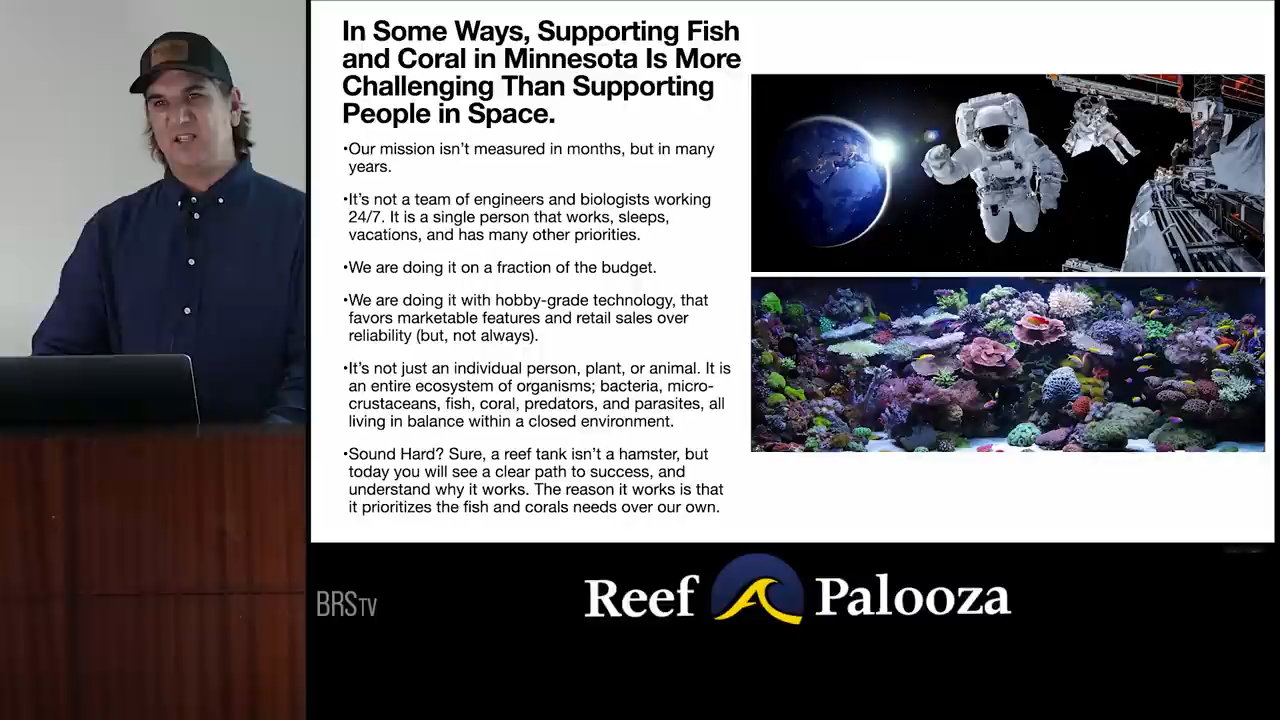 In Some Ways, Supporting Fish
and Coral in Minnesota Is More
Challenging Than Supporting
People in Space.
•Our mission isn’t measured in months, but in many
years.
•It’s not a team of engineers and biologists working
24/7. It is a single person that works, sleeps,
vacations, and has many other priorities.
•We are doing it on a fraction of the budget.
•We are doing it with hobby-grade technology, that
favors marketable features and retail sales over
reliability (but, not always).
•It’s not just an individual person, plant, or animal. It is
an entire ecosystem of organisms; bacteria, micro-
crustaceans, fish, coral, predators, and parasites, all
living in balance within a closed environment.
•Sound Hard? Sure, a reef tank isn’t a hamster, but
today you will see a clear path to success, and
understand why it works. The reason it works is that
it prioritizes the fish and corals needs over our own.
BRSTV
Reef Palooza